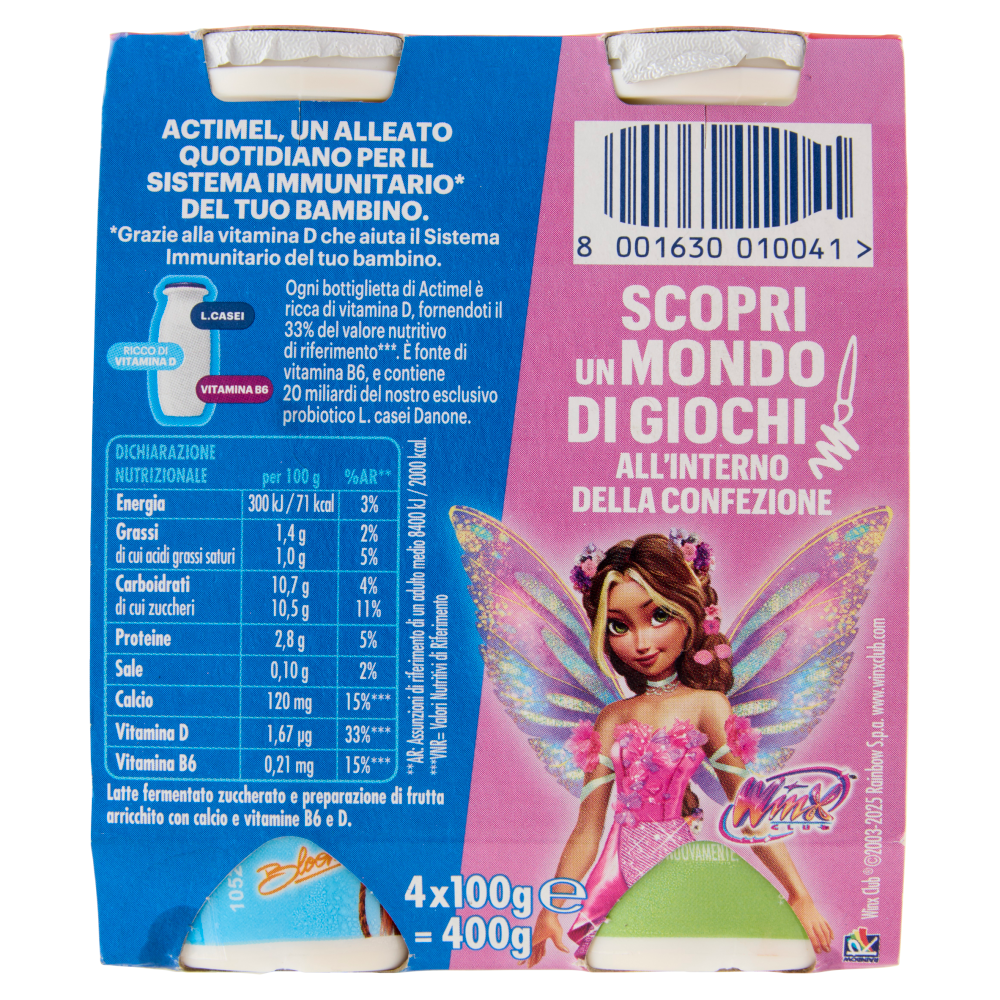 ACTIMEL, UN ALLEATO
QUOTIDIANO PER IL
SISTEMA IMMUNITARIO*
DEL TUO BAMBINO.
*Grazie alla vitamina D che aiuta il Sistema
Immunitario del tuo bambino.
L.CASEI
RICCO DI
VITAMINA D
VITAMINA B6
Ogni bottiglietta di Actimel è
ricca di vitamina D, fornendoti il
33% del valore nutritivo
di riferimento***. È fonte di
vitamina B6, e contiene
20 miliardi del nostro esclusivo
probiotico L. casei Danone.
DICHIARAZIONE
NUTRIZIONALE per 100 g %AR**
Energia 300 kJ / 71 kcal 3%
Grassi 1,4 g 2%
di cui acidi grassi saturi 1,0 g 5%
Carboidrati 10,7 g 4%
di cui zuccheri 10,5 g 11%
Proteine 2,8 g 5%
Sale 0,10 g 2%
Calcio 120 mg 15%***
Vitamina D 1,67 µg 33%***
Vitamina B6 0,21 mg 15%***
**AR: Assunzioni di riferimento di un adulto medio 8400 kJ / 2000 kcal.
***VNR= Valori Nutritivi di Riferimento
Latte fermentato zuccherato e preparazione di frutta
arricchito con calcio e vitamine B6 e D.
8 001630 010041 >
SCOPRI
UN MONDO
DI GIOCHI
ALL'INTERNO
DELLA CONFEZIONE
Winx
CLUB
Winx Club ® ©2003-2025 Rainbow S.p.a. www.winxclub.com
RAINBOW
4x100g e
= 400g
Bloom
1052